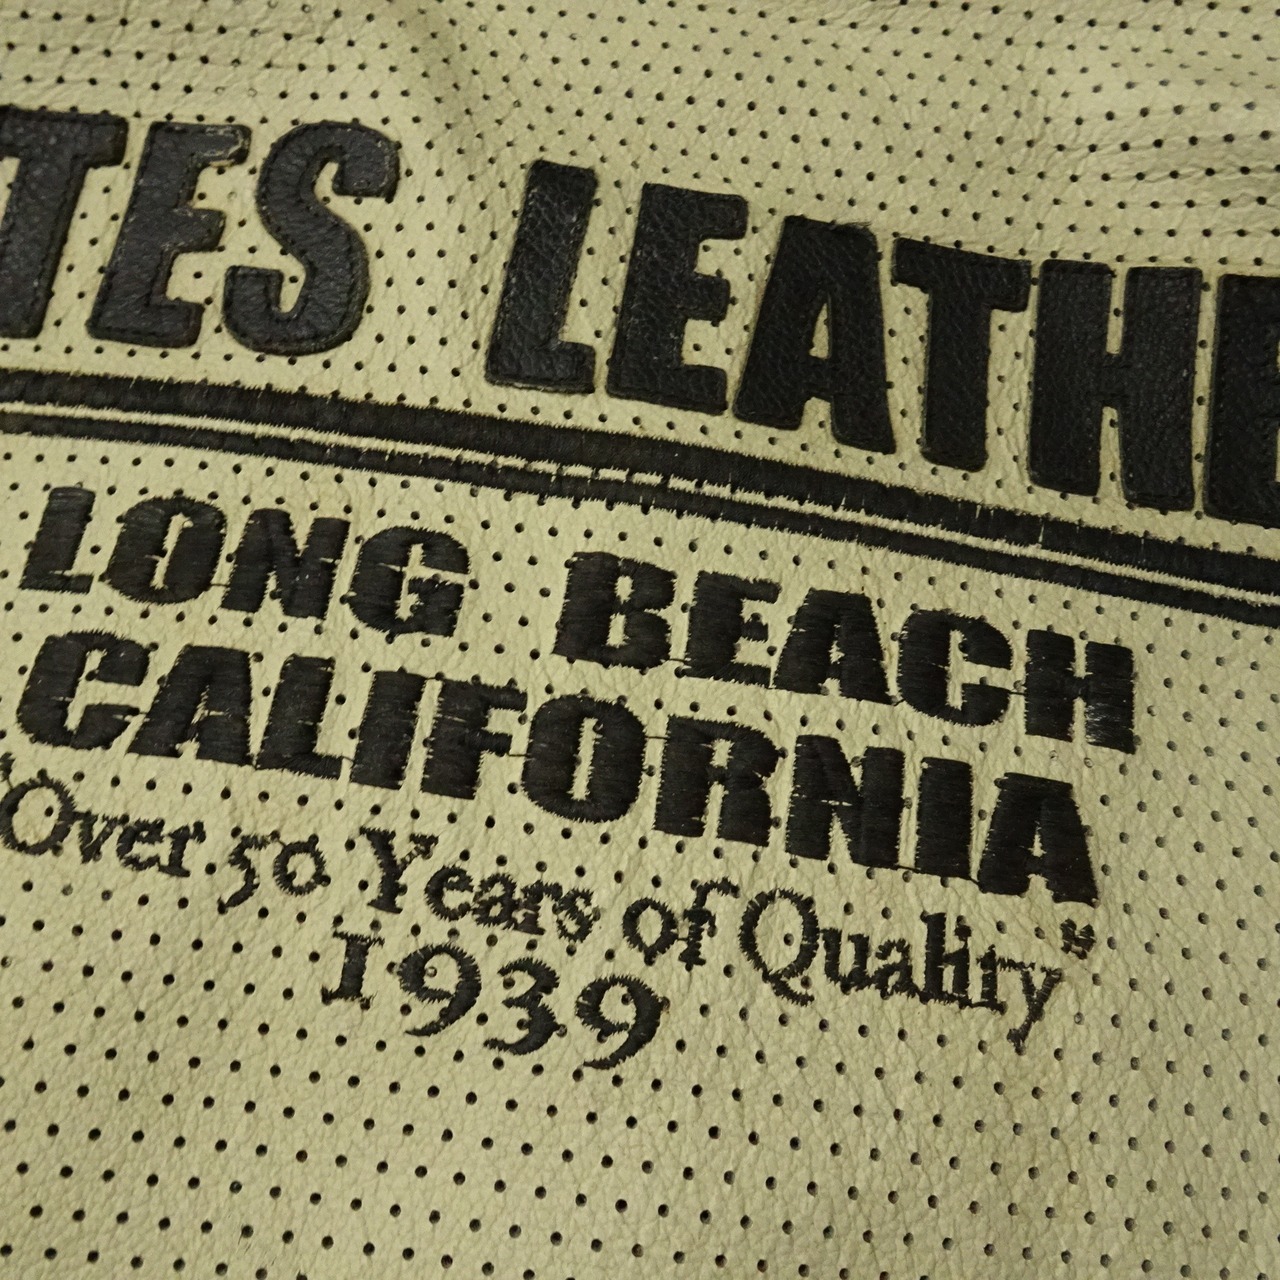 TES LEATHE
LONG BEACH
CALIFORNIA
"Over 50 Years of Quality"
1939